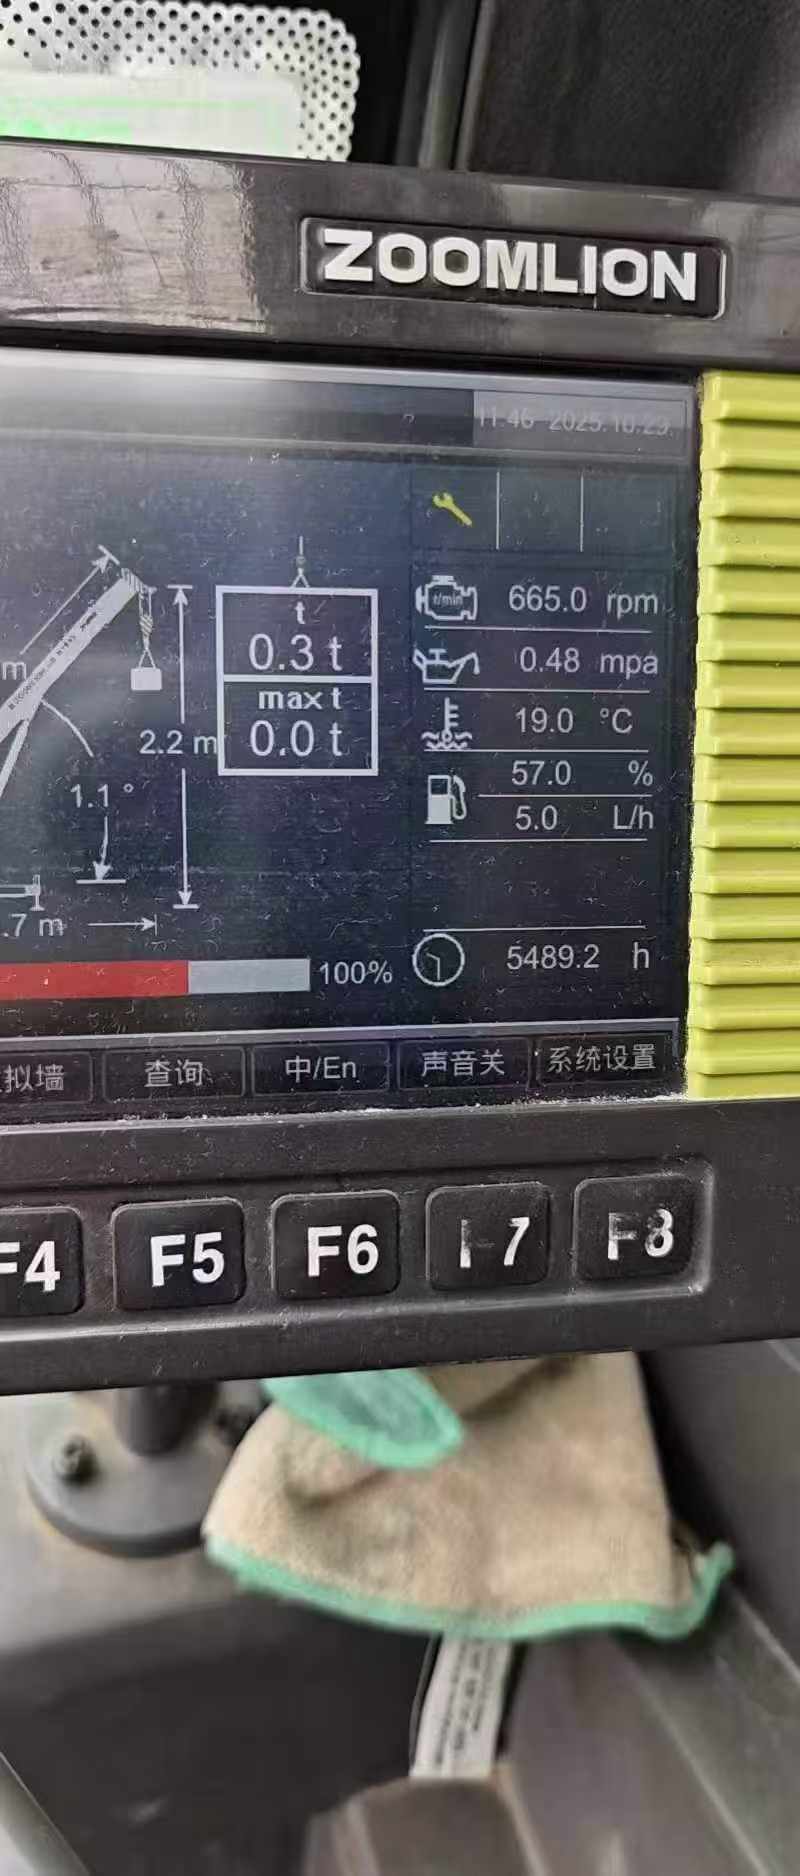 ZOOMLION
11:46 2025.10.29.
665.0 rpm
r/min
t
0.3 t
0.48 mpa
m
max t
0.0 t
19.0 °C
2.2 m
57.0 %
1.1 °
5.0 L/h
.7 m
5489.2 h
100%
拟墙 查询 中/En 声音关 系统设置
F4 F5 F6 F7 F8